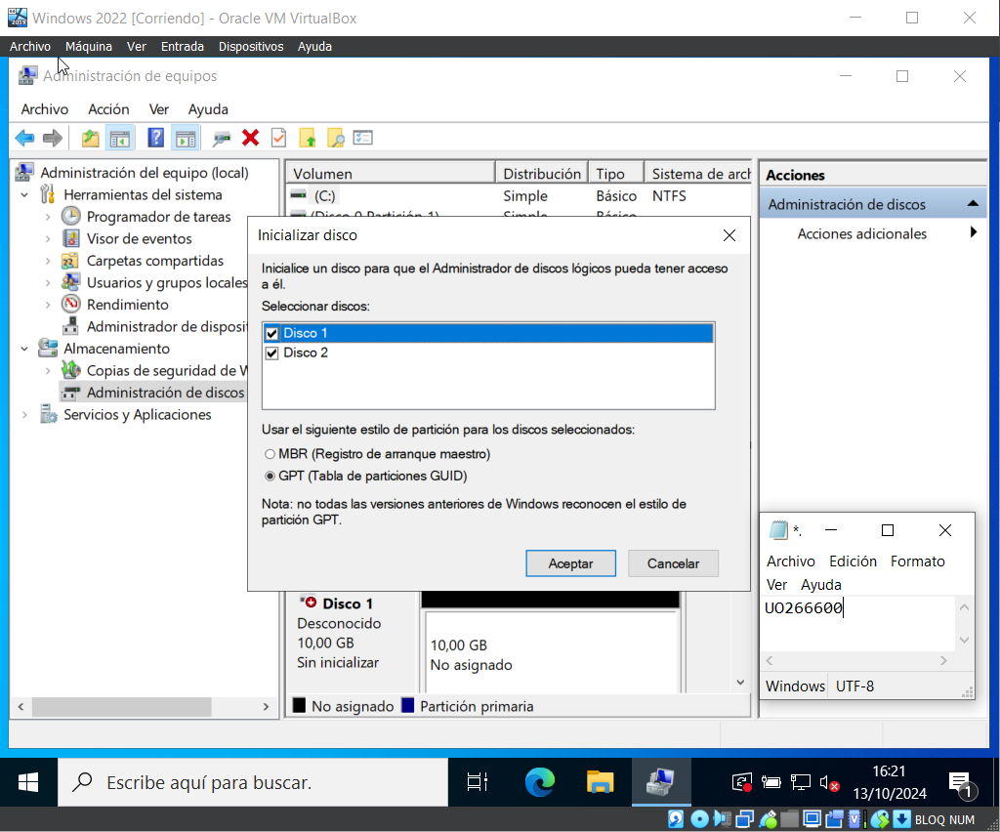 Windows 2022 [Corriendo] - Oracle VM VirtualBox
Archivo Máquina Ver Entrada Dispositivos Ayuda
Administración de equipos
Archivo Acción Ver Ayuda
Administración del equipo (local)
Herramientas del sistema
Programador de tareas
Visor de eventos
Carpetas compartidas
Usuarios y grupos locales
Rendimiento
Administrador de disposit
Almacenamiento
Copias de seguridad de W
Administración de discos
Servicios y Aplicaciones
Volumen Distribución Tipo Sistema de arch
(C:) Simple Básico NTFS
(Disco 0 Partición 1) Simple Básico
Acciones
Administración de discos
Acciones adicionales
Inicializar disco
Inicialice un disco para que el Administrador de discos lógicos pueda tener acceso
a él.
Seleccionar discos:
Disco 1
Disco 2
Usar el siguiente estilo de partición para los discos seleccionados:
MBR (Registro de arranque maestro)
GPT (Tabla de particiones GUID)
Nota: no todas las versiones anteriores de Windows reconocen el estilo de
partición GPT.
Aceptar Cancelar
Disco 1
Desconocido
10,00 GB
Sin inicializar
10,00 GB
No asignado
No asignado Partición primaria
*.
Archivo Edición Formato
Ver Ayuda
UO266600
Windows UTF-8
Escribe aquí para buscar.
16:21
13/10/2024
1
BLOQ NUM